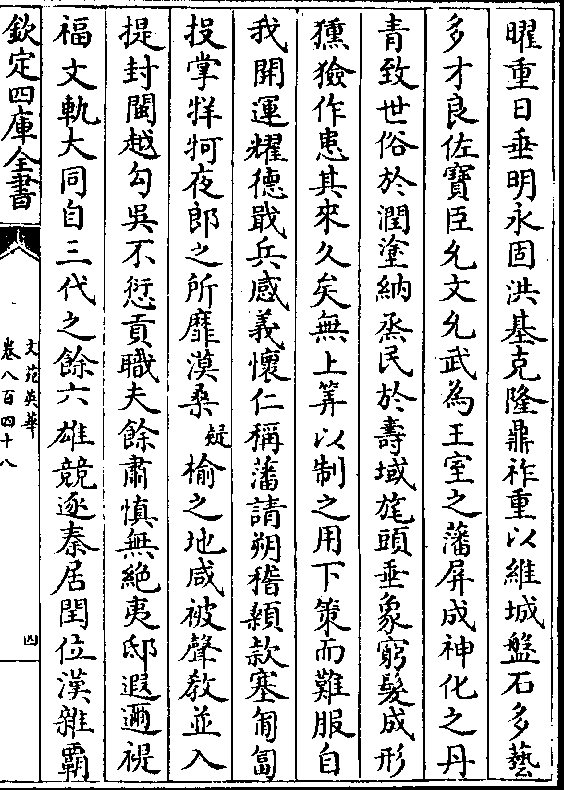 曜重日垂明永固洪基克隆鼎祚重以維城盤石多藝
多才良佐寶臣允文允武為王室之藩屏成神化之丹
青致世俗於潤塗納烝民於壽域旄頭垂象窮髮成形
獯獫作患其來久矣無上筭以制之用下策而難服自
我開運耀德戢兵感義懷仁稱藩請朔稽顙款塞匍匐
投掌牂牁夜郎之所靡漠桑疑榆之地咸被聲敎並入
提封閩越勾吳不愆貢職夫餘肅慎無絶夷邸遐邇禔
福文軌大同自三代之餘六雄競逐秦居閏位漢雜霸
欽定四庫全書
文苑英華
卷八百四十八
四